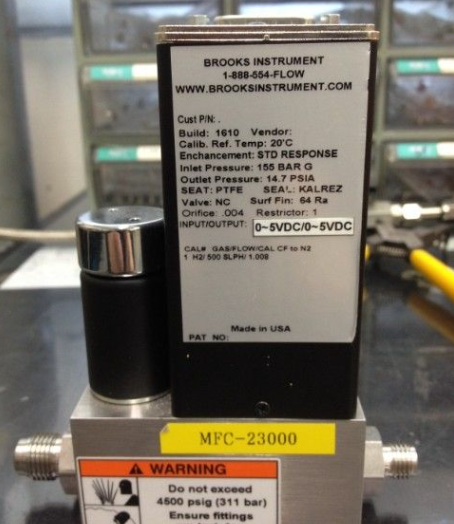 BROOKS INSTRUMENT
1-888-554-FLOW
WWW.BROOKSINSTRUMENT.COM
Cust P/N: .
Build: 1610 Vendor:
Calib. Ref. Temp: 20'C
Enchancement: STD RESPONSE
Inlet Pressure: 155 BAR G
Outlet Pressure: 14.7 PSIA
SEAT: PTFE SEAL: KALREZ
Valve: NC Surf Fin: 64 Ra
Orifice: .004 Restrictor: 1
INPUT/OUTPUT: 0~5VDC/0~5VDC
CAL# GAS/FLOW/CAL CF to N2
1 H2/ 500 SLPH/ 1.008
Made in USA
PAT NO:
MFC-23000
WARNING
Do not exceed
4500 psig (311 bar)
Ensure fittings